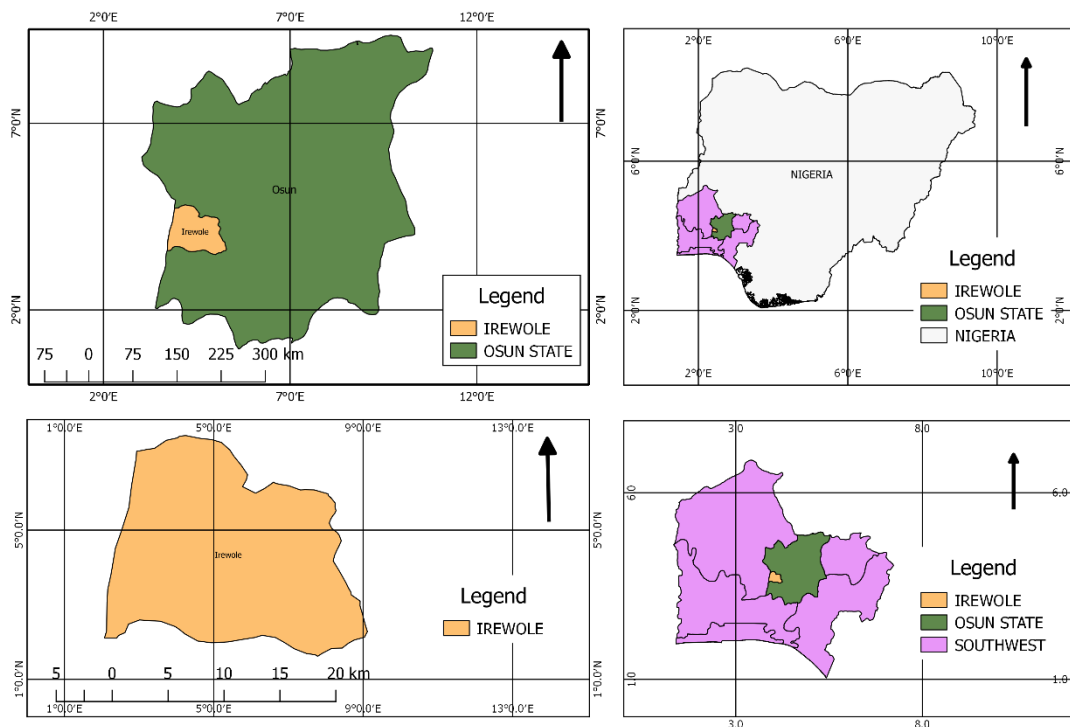 2°0′E 7°0′E 12°0′E
7°0′N 7°0′N
Osun
Irewole
2°0′N 2°0′N
Legend
IREWOLE
OSUN STATE
75 0 75 150 225 300 km
2°0′E 7°0′E 12°0′E
2°0′E 6°0′E 10°0′E
6°0′N 6°0′N
NIGERIA
2°0′N 2°0′N
Legend
IREWOLE
OSUN STATE
NIGERIA
2°0′E 6°0′E 10°0′E
1°0.0′E 5°0.0′E 9°0.0′E 13°0.0′E
5°0.0′N 5°0.0′N
Irewole
Legend
IREWOLE
5 0 5 10 15 20 km
1°0.0′N 1°0.0′N
1°0.0′E 5°0.0′E 9°0.0′E 13°0.0′E
3.0 8.0
6.0 6.0
Legend
IREWOLE
OSUN STATE
SOUTHWEST
1.0 1.0
3.0 8.0